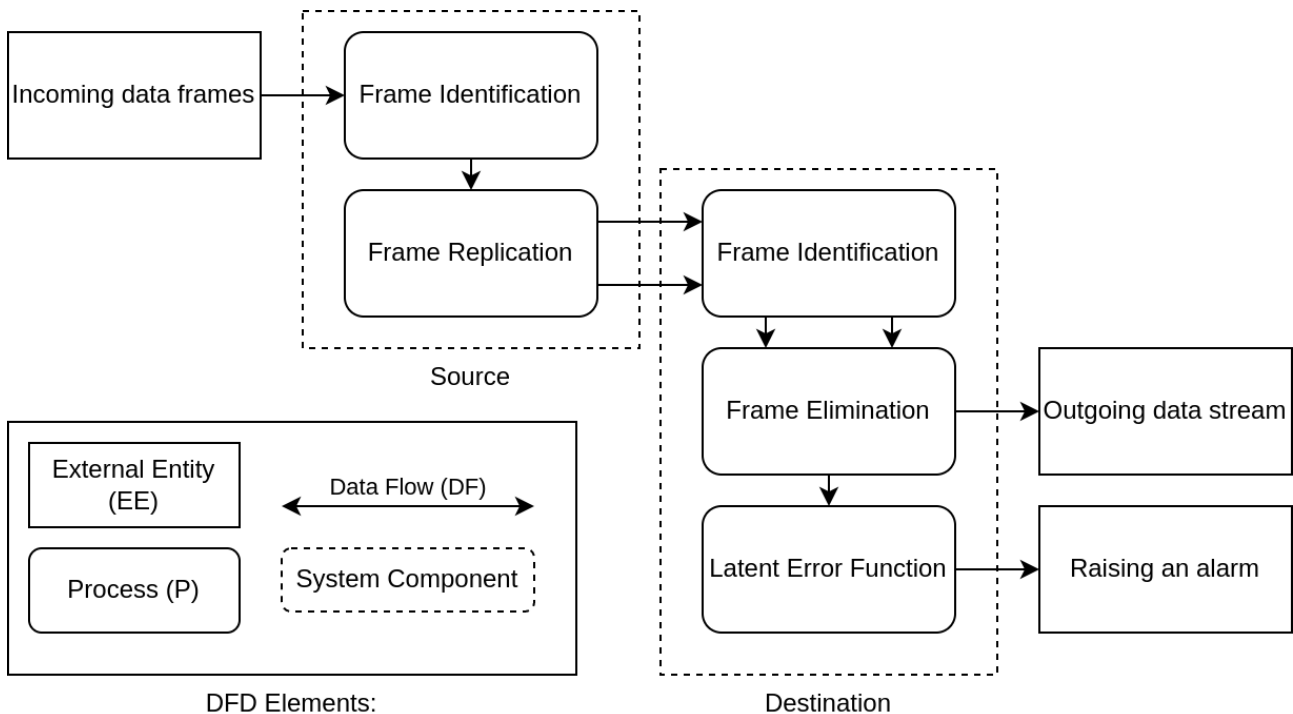 Incoming data frames
Frame Identification
Frame Replication
Source
Frame Identification
Frame Elimination
Latent Error Function
Destination
Outgoing data stream
Raising an alarm
External Entity
(EE)
Data Flow (DF)
Process (P)
System Component
DFD Elements: